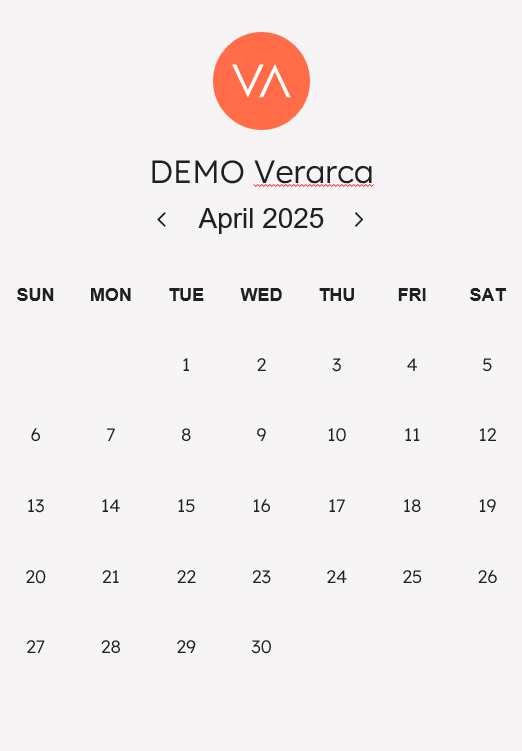 VA
DEMO Verarca
April 2025
SUN MON TUE WED THU FRI SAT
1 2 3 4 5
6 7 8 9 10 11 12
13 14 15 16 17 18 19
20 21 22 23 24 25 26
27 28 29 30